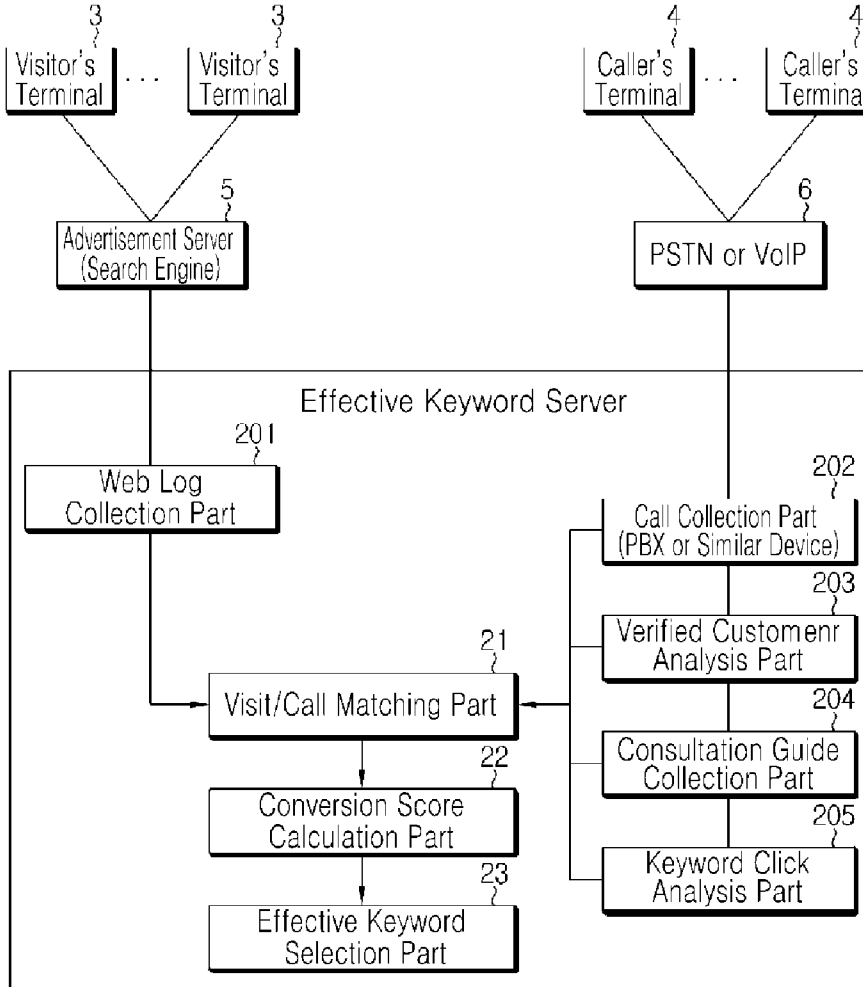 3
3
4
4
Visitor's
Terminal
...
Visitor's
Terminal
Caller's
Terminal
...
Caller's
Termina
5
6
Advertisement Server
(Search Engine)
PSTN or VoIP
Effective Keyword Server
201
Web Log
Collection Part
202
Call Collection Part
(PBX or Similar Device)
203
Verified Customenr
Analysis Part
21
Visit/Call Matching Part
204
Consultation Guide
Collection Part
22
Conversion Score
Calculation Part
205
Keyword Click
Analysis Part
23
Effective Keyword
Selection Part